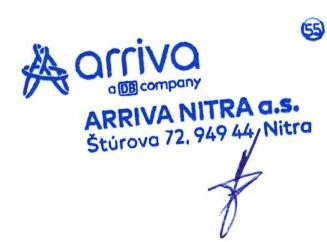 55
arriva
a DB company
ARRIVA NITRA a.s.
Štúrova 72, 949 44 Nitra